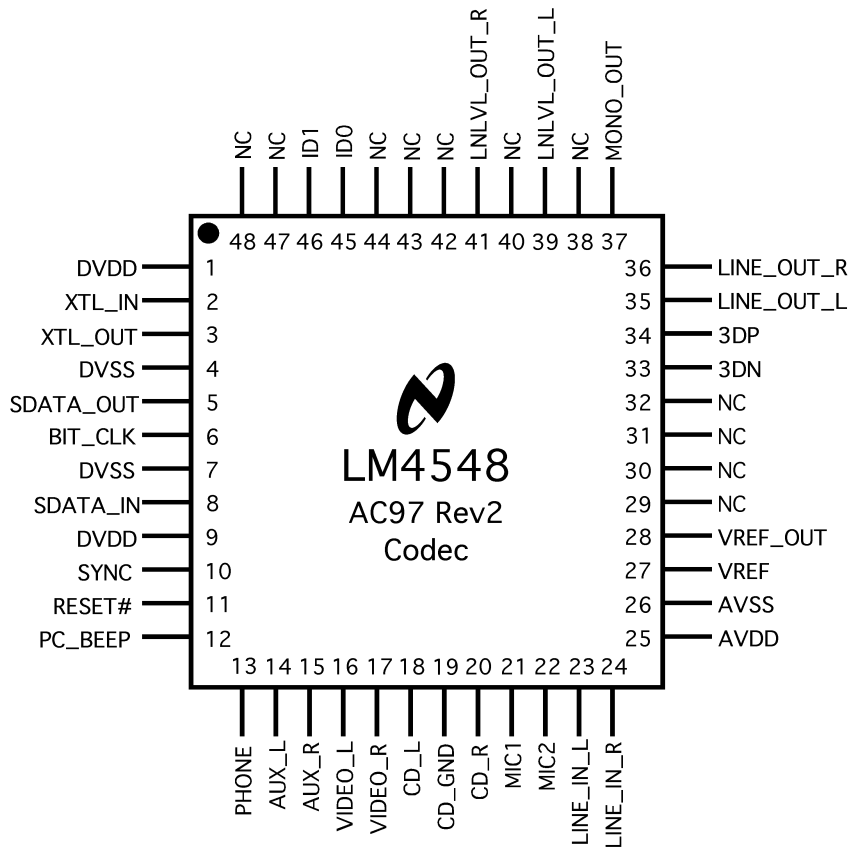 NC
NC
ID1
ID0
NC
NC
NC
LNLVL_OUT_R
NC
LNLVL_OUT_L
NC
MONO_OUT
48 47 46 45 44 43 42 41 40 39 38 37
DVDD 1
XTL_IN 2
XTL_OUT 3
DVSS 4
SDATA_OUT 5
BIT_CLK 6
DVSS 7
SDATA_IN 8
DVDD 9
SYNC 10
RESET# 11
PC_BEEP 12
LM4548
AC97 Rev2
Codec
36 LINE_OUT_R
35 LINE_OUT_L
34 3DP
33 3DN
32 NC
31 NC
30 NC
29 NC
28 VREF_OUT
27 VREF
26 AVSS
25 AVDD
13 14 15 16 17 18 19 20 21 22 23 24
PHONE
AUX_L
AUX_R
VIDEO_L
VIDEO_R
CD_L
CD_GND
CD_R
MIC1
MIC2
LINE_IN_L
LINE_IN_R